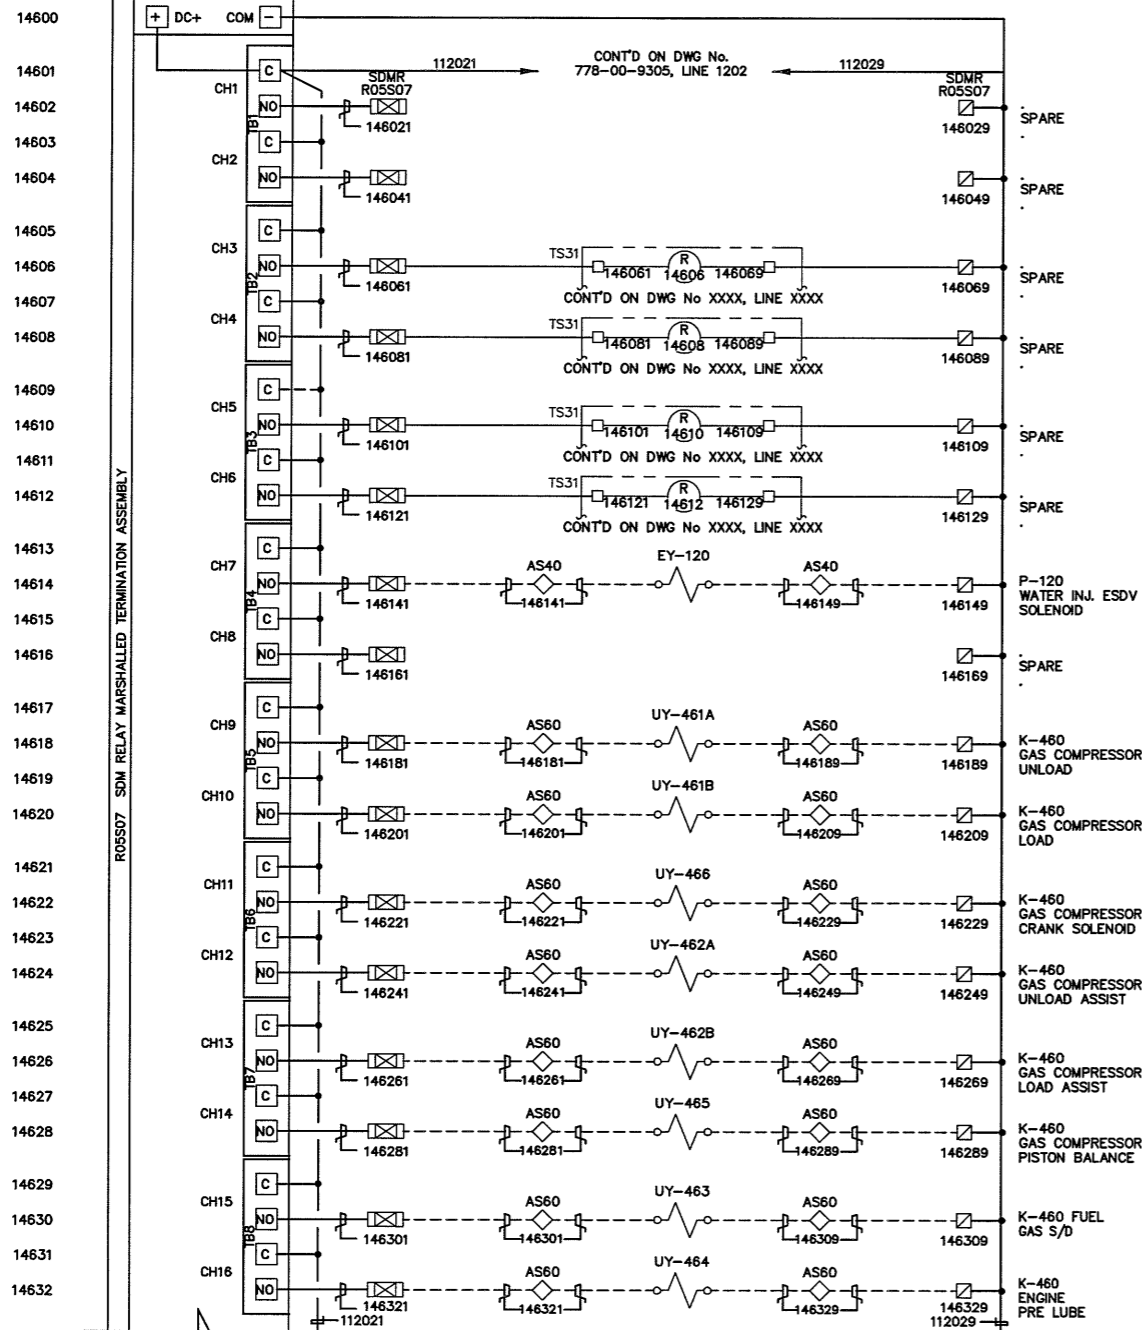 14600 + DC+ COM −
14601 C 112021 CONT'D ON DWG No. 112029
778-00-9305, LINE 1202
CH1 SDMR SDMR
R05S07 R05S07
14602 NO 146021 146029 - SPARE -
TB1
14603 C
CH2
14604 NO 146041 146049 - SPARE -
14605 C
CH3 TS31
14606 NO 146061 146061 R 14606 146069 146069 - SPARE -
TB2
14607 C CONT'D ON DWG No XXXX, LINE XXXX
CH4 TS31
14608 NO 146081 146081 R 14608 146089 146089 - SPARE -
CONT'D ON DWG No XXXX, LINE XXXX
14609 C
CH5 TS31
14610 NO 146101 146101 R 14610 146109 146109 - SPARE -
TB3
14611 C CONT'D ON DWG No XXXX, LINE XXXX
CH6 TS31
14612 NO 146121 146121 R 14612 146129 146129 - SPARE -
CONT'D ON DWG No XXXX, LINE XXXX
R05S07 SDM RELAY MARSHALLED TERMINATION ASSEMBLY
14613 C
CH7 AS40 EY-120 AS40
14614 NO 146141 146141 146149 146149 P-120
WATER INJ. ESDV
SOLENOID
TB4
14615 C
CH8
14616 NO 146161 146169 - SPARE -
14617 C
CH9 AS60 UY-461A AS60
14618 NO 146181 146181 146189 146189 K-460
GAS COMPRESSOR
UNLOAD
TB5
14619 C
CH10 AS60 UY-461B AS60
14620 NO 146201 146201 146209 146209 K-460
GAS COMPRESSOR
LOAD
14621 C
CH11 AS60 UY-466 AS60
14622 NO 146221 146221 146229 146229 K-460
GAS COMPRESSOR
CRANK SOLENOID
TB6
14623 C
CH12 AS60 UY-462A AS60
14624 NO 146241 146241 146249 146249 K-460
GAS COMPRESSOR
UNLOAD ASSIST
14625 C
CH13 AS60 UY-462B AS60
14626 NO 146261 146261 146269 146269 K-460
GAS COMPRESSOR
LOAD ASSIST
TB7
14627 C
CH14 AS60 UY-465 AS60
14628 NO 146281 146281 146289 146289 K-460
GAS COMPRESSOR
PISTON BALANCE
14629 C
CH15 AS60 UY-463 AS60
14630 NO 146301 146301 146309 146309 K-460 FUEL
GAS S/D
TB8
14631 C
CH16 AS60 UY-464 AS60
14632 NO 146321 146321 146329 146329 K-460
ENGINE
PRE LUBE
112021 112029